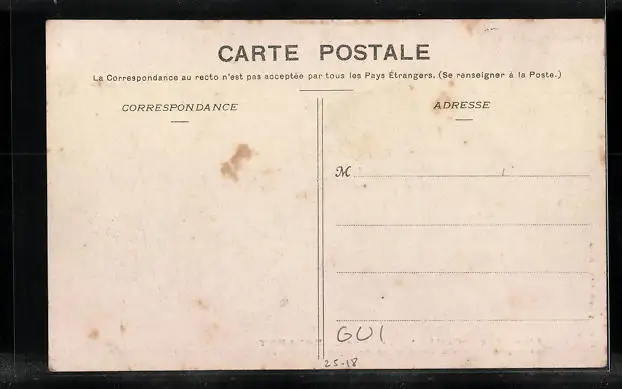 CARTE POSTALE
La Correspondance au recto n'est pas acceptée par tous les Pays Étrangers. (Se renseigner à la Poste.)
CORRESPONDANCE
ADRESSE
M
GUI
25-18